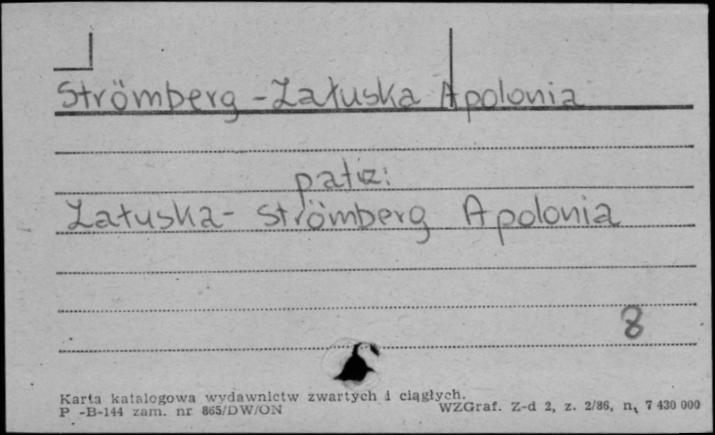 Strömberg - Załuska Apolonia
patrz:
Załuska - Strömberg Apolonia
8
Karta katalogowa wydawnictw zwartych i ciągłych.
P -B-144 zam. nr 865/DW/ON WZGraf. Z-d 2, z. 2/86, n. 7 430 000